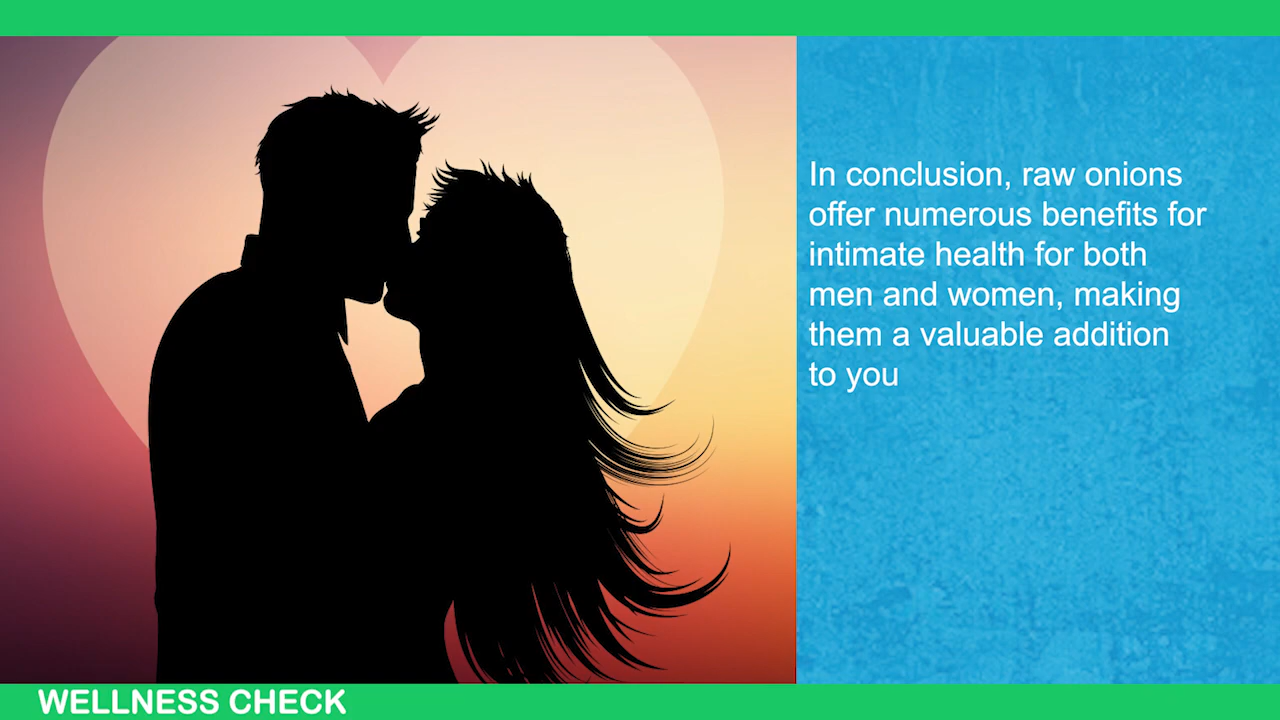 In conclusion, raw onions
offer numerous benefits for
intimate health for both
men and women, making
them a valuable addition
to you
WELLNESS CHECK